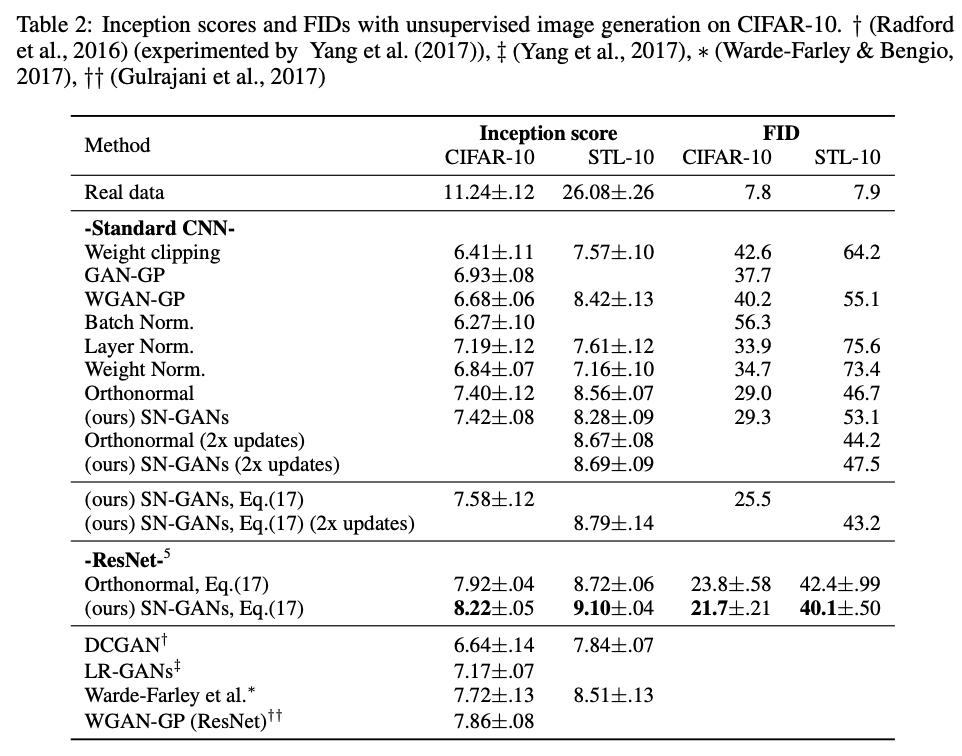 Table 2: Inception scores and FIDs with unsupervised image generation on CIFAR-10. † (Radford
et al., 2016) (experimented by Yang et al. (2017)), ‡ (Yang et al., 2017), ∗ (Warde-Farley & Bengio,
2017), †† (Gulrajani et al., 2017)
Method Inception score FID
CIFAR-10 STL-10 CIFAR-10 STL-10
Real data 11.24±.12 26.08±.26 7.8 7.9
-Standard CNN-
Weight clipping 6.41±.11 7.57±.10 42.6 64.2
GAN-GP 6.93±.08 37.7
WGAN-GP 6.68±.06 8.42±.13 40.2 55.1
Batch Norm. 6.27±.10 56.3
Layer Norm. 7.19±.12 7.61±.12 33.9 75.6
Weight Norm. 6.84±.07 7.16±.10 34.7 73.4
Orthonormal 7.40±.12 8.56±.07 29.0 46.7
(ours) SN-GANs 7.42±.08 8.28±.09 29.3 53.1
Orthonormal (2x updates) 8.67±.08 44.2
(ours) SN-GANs (2x updates) 8.69±.09 47.5
(ours) SN-GANs, Eq.(17) 7.58±.12 25.5
(ours) SN-GANs, Eq.(17) (2x updates) 8.79±.14 43.2
-ResNet-⁵
Orthonormal, Eq.(17) 7.92±.04 8.72±.06 23.8±.58 42.4±.99
(ours) SN-GANs, Eq.(17) 8.22±.05 9.10±.04 21.7±.21 40.1±.50
DCGAN† 6.64±.14 7.84±.07
LR-GANs‡ 7.17±.07
Warde-Farley et al.* 7.72±.13 8.51±.13
WGAN-GP (ResNet)†† 7.86±.08